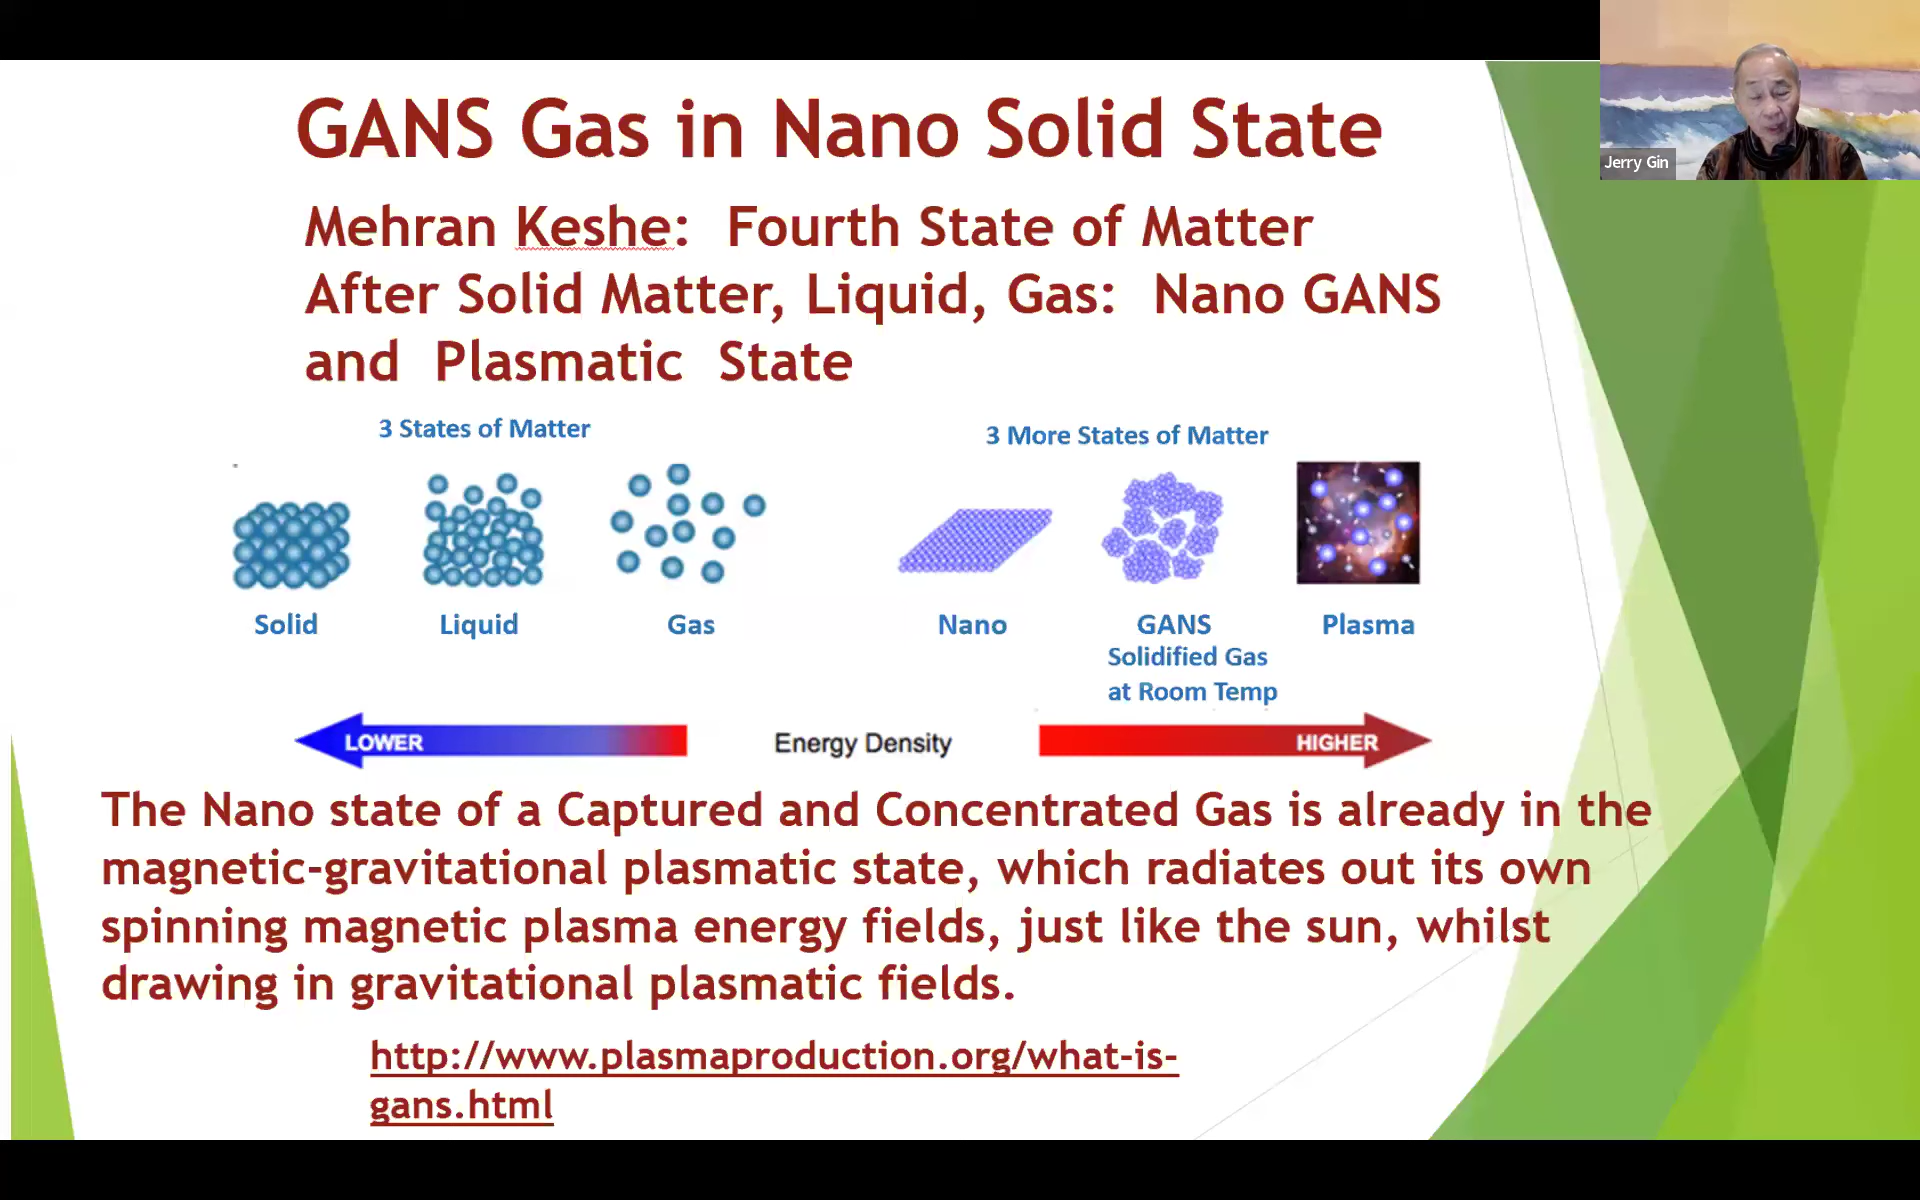 GANS Gas in Nano Solid State
Jerry Gin
Mehran Keshe: Fourth State of Matter
After Solid Matter, Liquid, Gas: Nano GANS
and Plasmatic State
3 States of Matter
3 More States of Matter
Solid
Liquid
Gas
Nano
GANS
Solidified Gas
at Room Temp
Plasma
LOWER
Energy Density
HIGHER
The Nano state of a Captured and Concentrated Gas is already in the
magnetic-gravitational plasmatic state, which radiates out its own
spinning magnetic plasma energy fields, just like the sun, whilst
drawing in gravitational plasmatic fields.
http://www.plasmaproduction.org/what-is-
gans.html